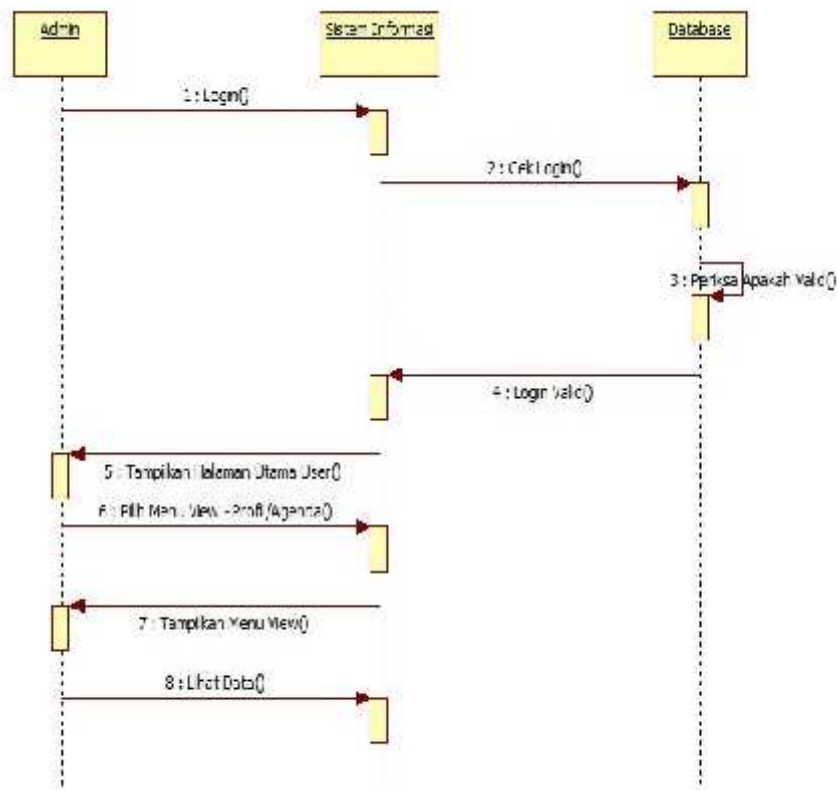 Admin
Sistem Informasi
Database
1 : Login()
2 : Cek Login()
3 : Periksa Apakah Valid()
4 : Login Valid()
5 : Tampilkan Halaman Utama User()
6 : Pilih Menu View - Profil/Agenda()
7 : Tampilkan Menu View()
8 : Lihat Data()